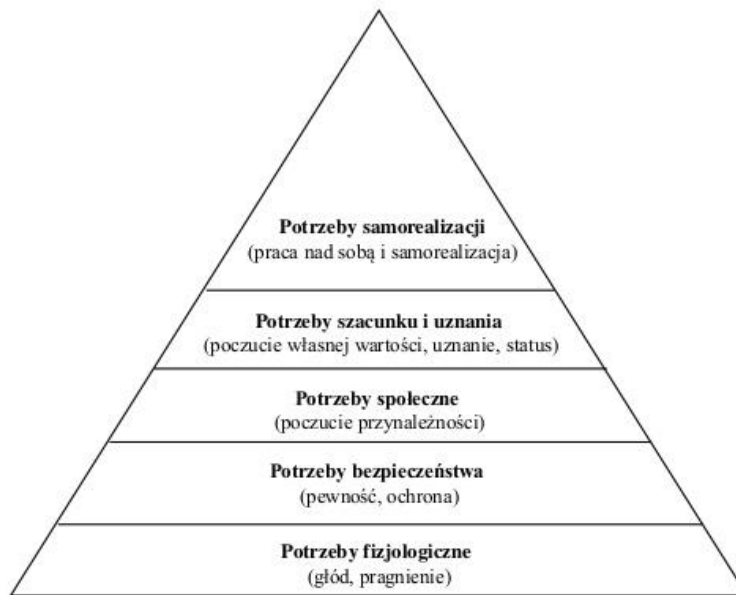 Potrzeby samorealizacji
(praca nad sobą i samorealizacja)
Potrzeby szacunku i uznania
(poczucie własnej wartości, uznanie, status)
Potrzeby społeczne
(poczucie przynależności)
Potrzeby bezpieczeństwa
(pewność, ochrona)
Potrzeby fizjologiczne
(głód, pragnienie)